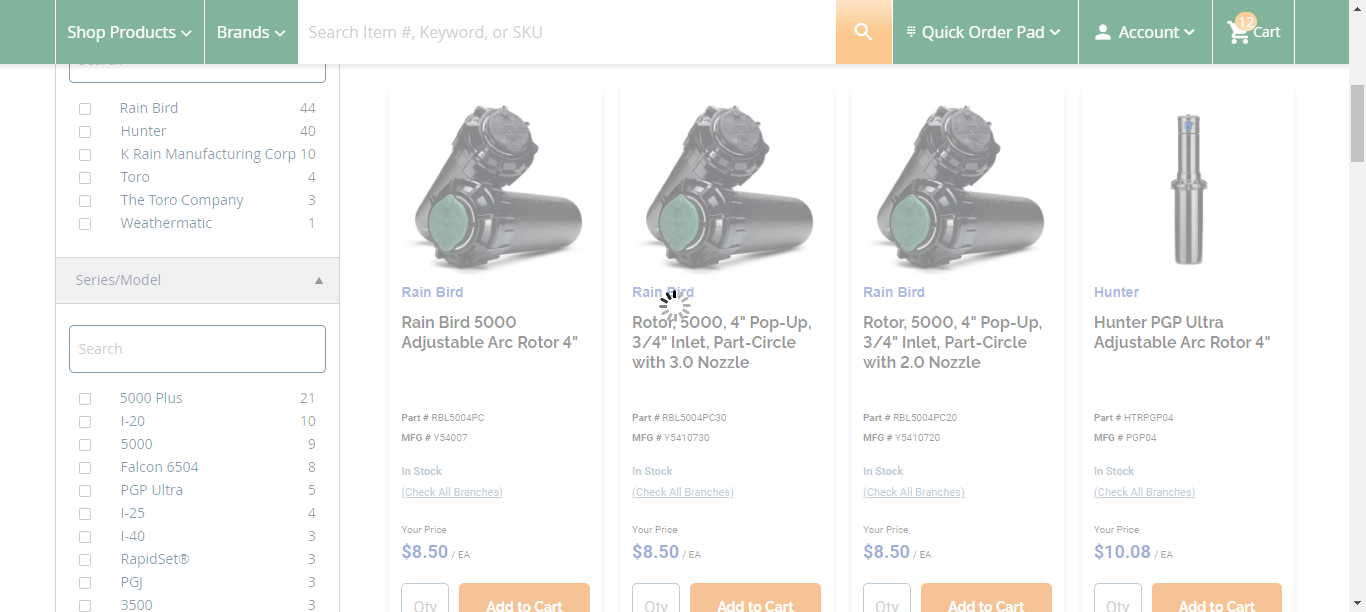 Shop Products
Brands
Search Item #, Keyword, or SKU
Quick Order Pad
Account
12
Cart
Search
Rain Bird 44
Hunter 40
K Rain Manufacturing Corp 10
Toro 4
The Toro Company 3
Weathermatic 1
Series/Model
Search
5000 Plus 21
I-20 10
5000 9
Falcon 6504 8
PGP Ultra 5
I-25 4
I-40 3
RapidSet® 3
PGJ 3
3500 3
Rain Bird
Rain Bird 5000
Adjustable Arc Rotor 4"
Part # RBL5004PC
MFG # Y54007
In Stock
(Check All Branches)
Your Price
$8.50 / EA
Qty
Add to Cart
Rain Bird
Rotor, 5000, 4" Pop-Up,
3/4" Inlet, Part-Circle
with 3.0 Nozzle
Part # RBL5004PC30
MFG # Y5410730
In Stock
(Check All Branches)
Your Price
$8.50 / EA
Qty
Add to Cart
Rain Bird
Rotor, 5000, 4" Pop-Up,
3/4" Inlet, Part-Circle
with 2.0 Nozzle
Part # RBL5004PC20
MFG # Y5410720
In Stock
(Check All Branches)
Your Price
$8.50 / EA
Qty
Add to Cart
Hunter
Hunter PGP Ultra
Adjustable Arc Rotor 4"
Part # HTRPGP04
MFG # PGP04
In Stock
(Check All Branches)
Your Price
$10.08 / EA
Qty
Add to Cart